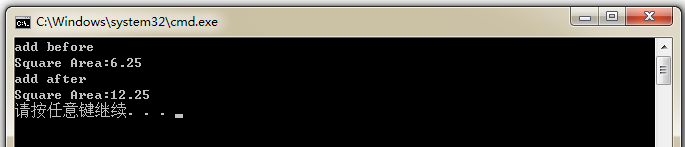 C:\Windows\system32\cmd.exe
add before
Square Area:6.25
add after
Square Area:12.25
请按任意键继续. . .